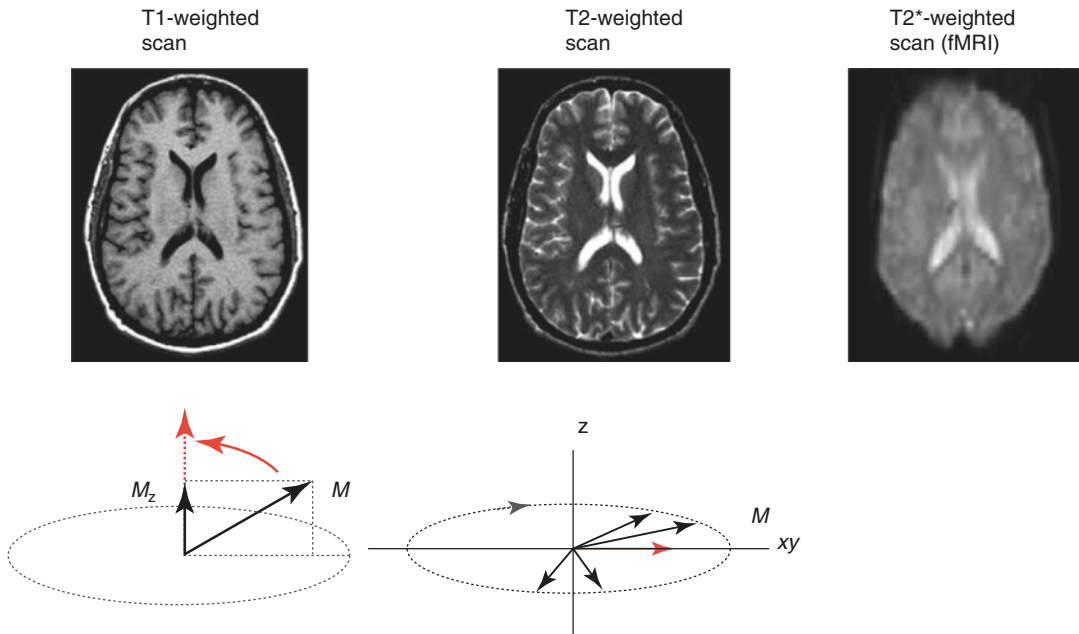 T1-weighted
scan
T2-weighted
scan
T2*-weighted
scan (fMRI)
Mz
M
z
M
xy